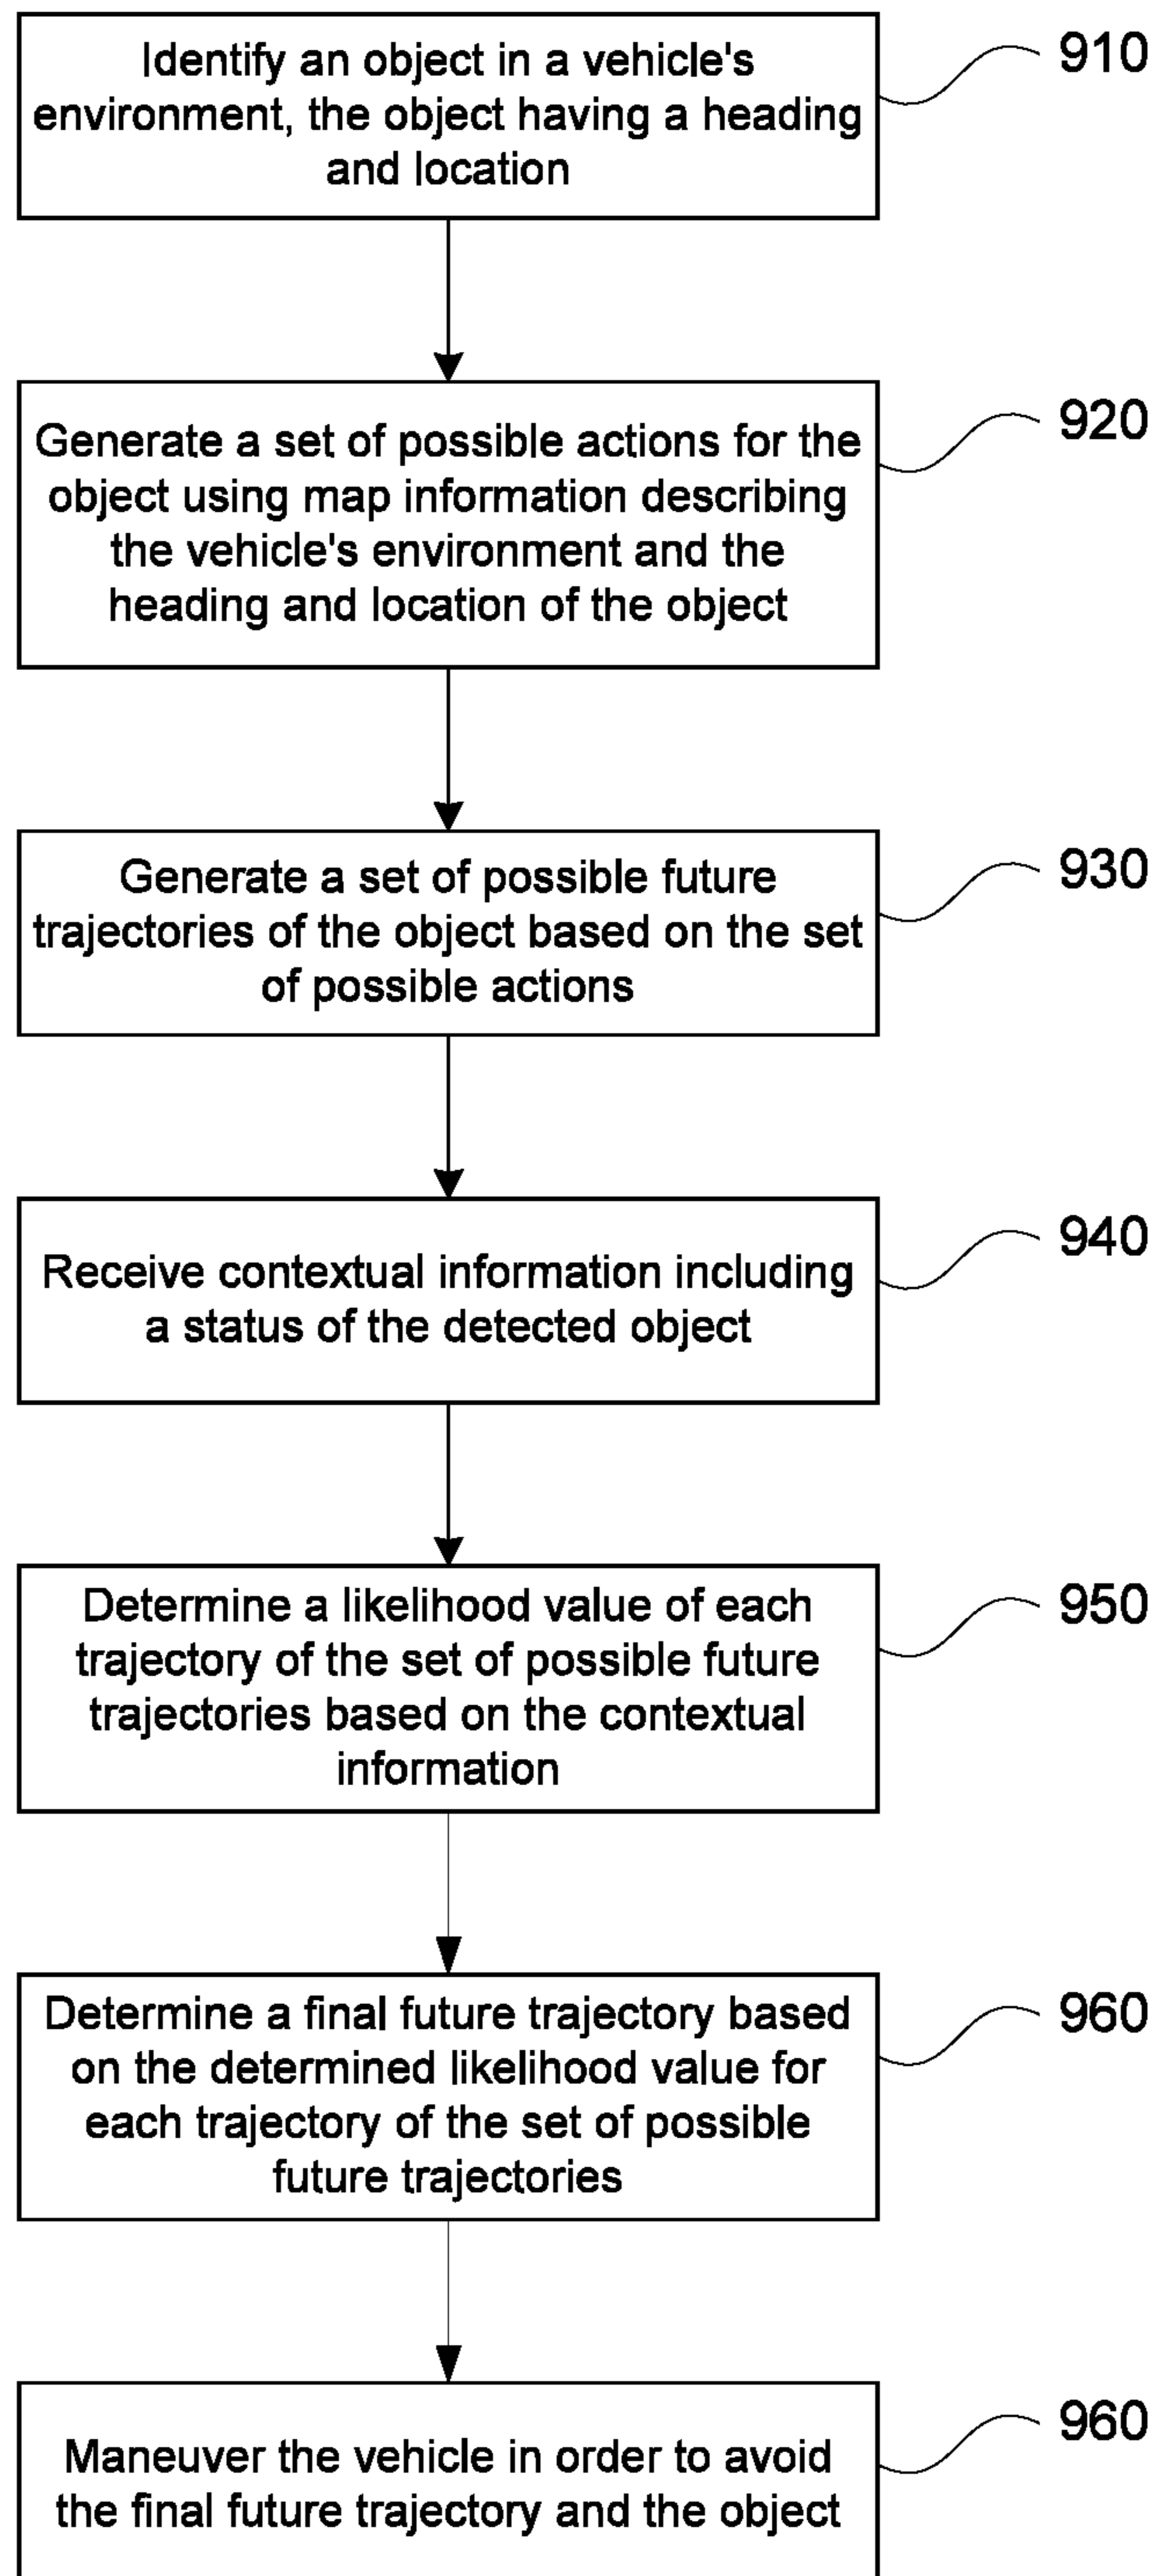 Identify an object in a vehicle's
environment, the object having a heading
and location
910
Generate a set of possible actions for the
object using map information describing
the vehicle's environment and the
heading and location of the object
920
Generate a set of possible future
trajectories of the object based on the set
of possible actions
930
Receive contextual information including
a status of the detected object
940
Determine a likelihood value of each
trajectory of the set of possible future
trajectories based on the contextual
information
950
Determine a final future trajectory based
on the determined likelihood value for
each trajectory of the set of possible
future trajectories
960
Maneuver the vehicle in order to avoid
the final future trajectory and the object
960